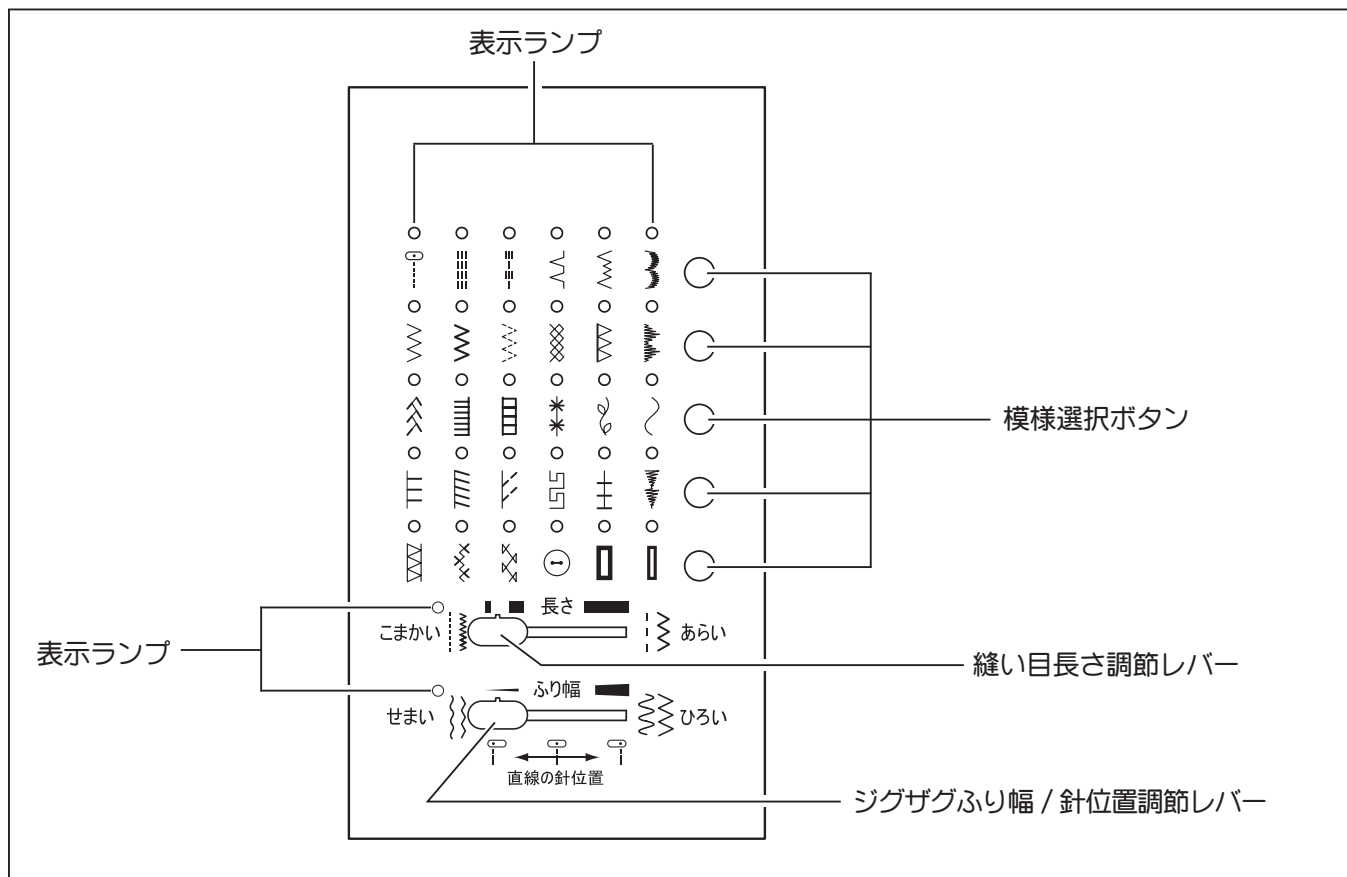 表示ランプ
模様選択ボタン
長さ
こまかい
あらい
表示ランプ
縫い目長さ調節レバー
ふり幅
せまい
ひろい
直線の針位置
ジグザグふり幅 / 針位置調節レバー